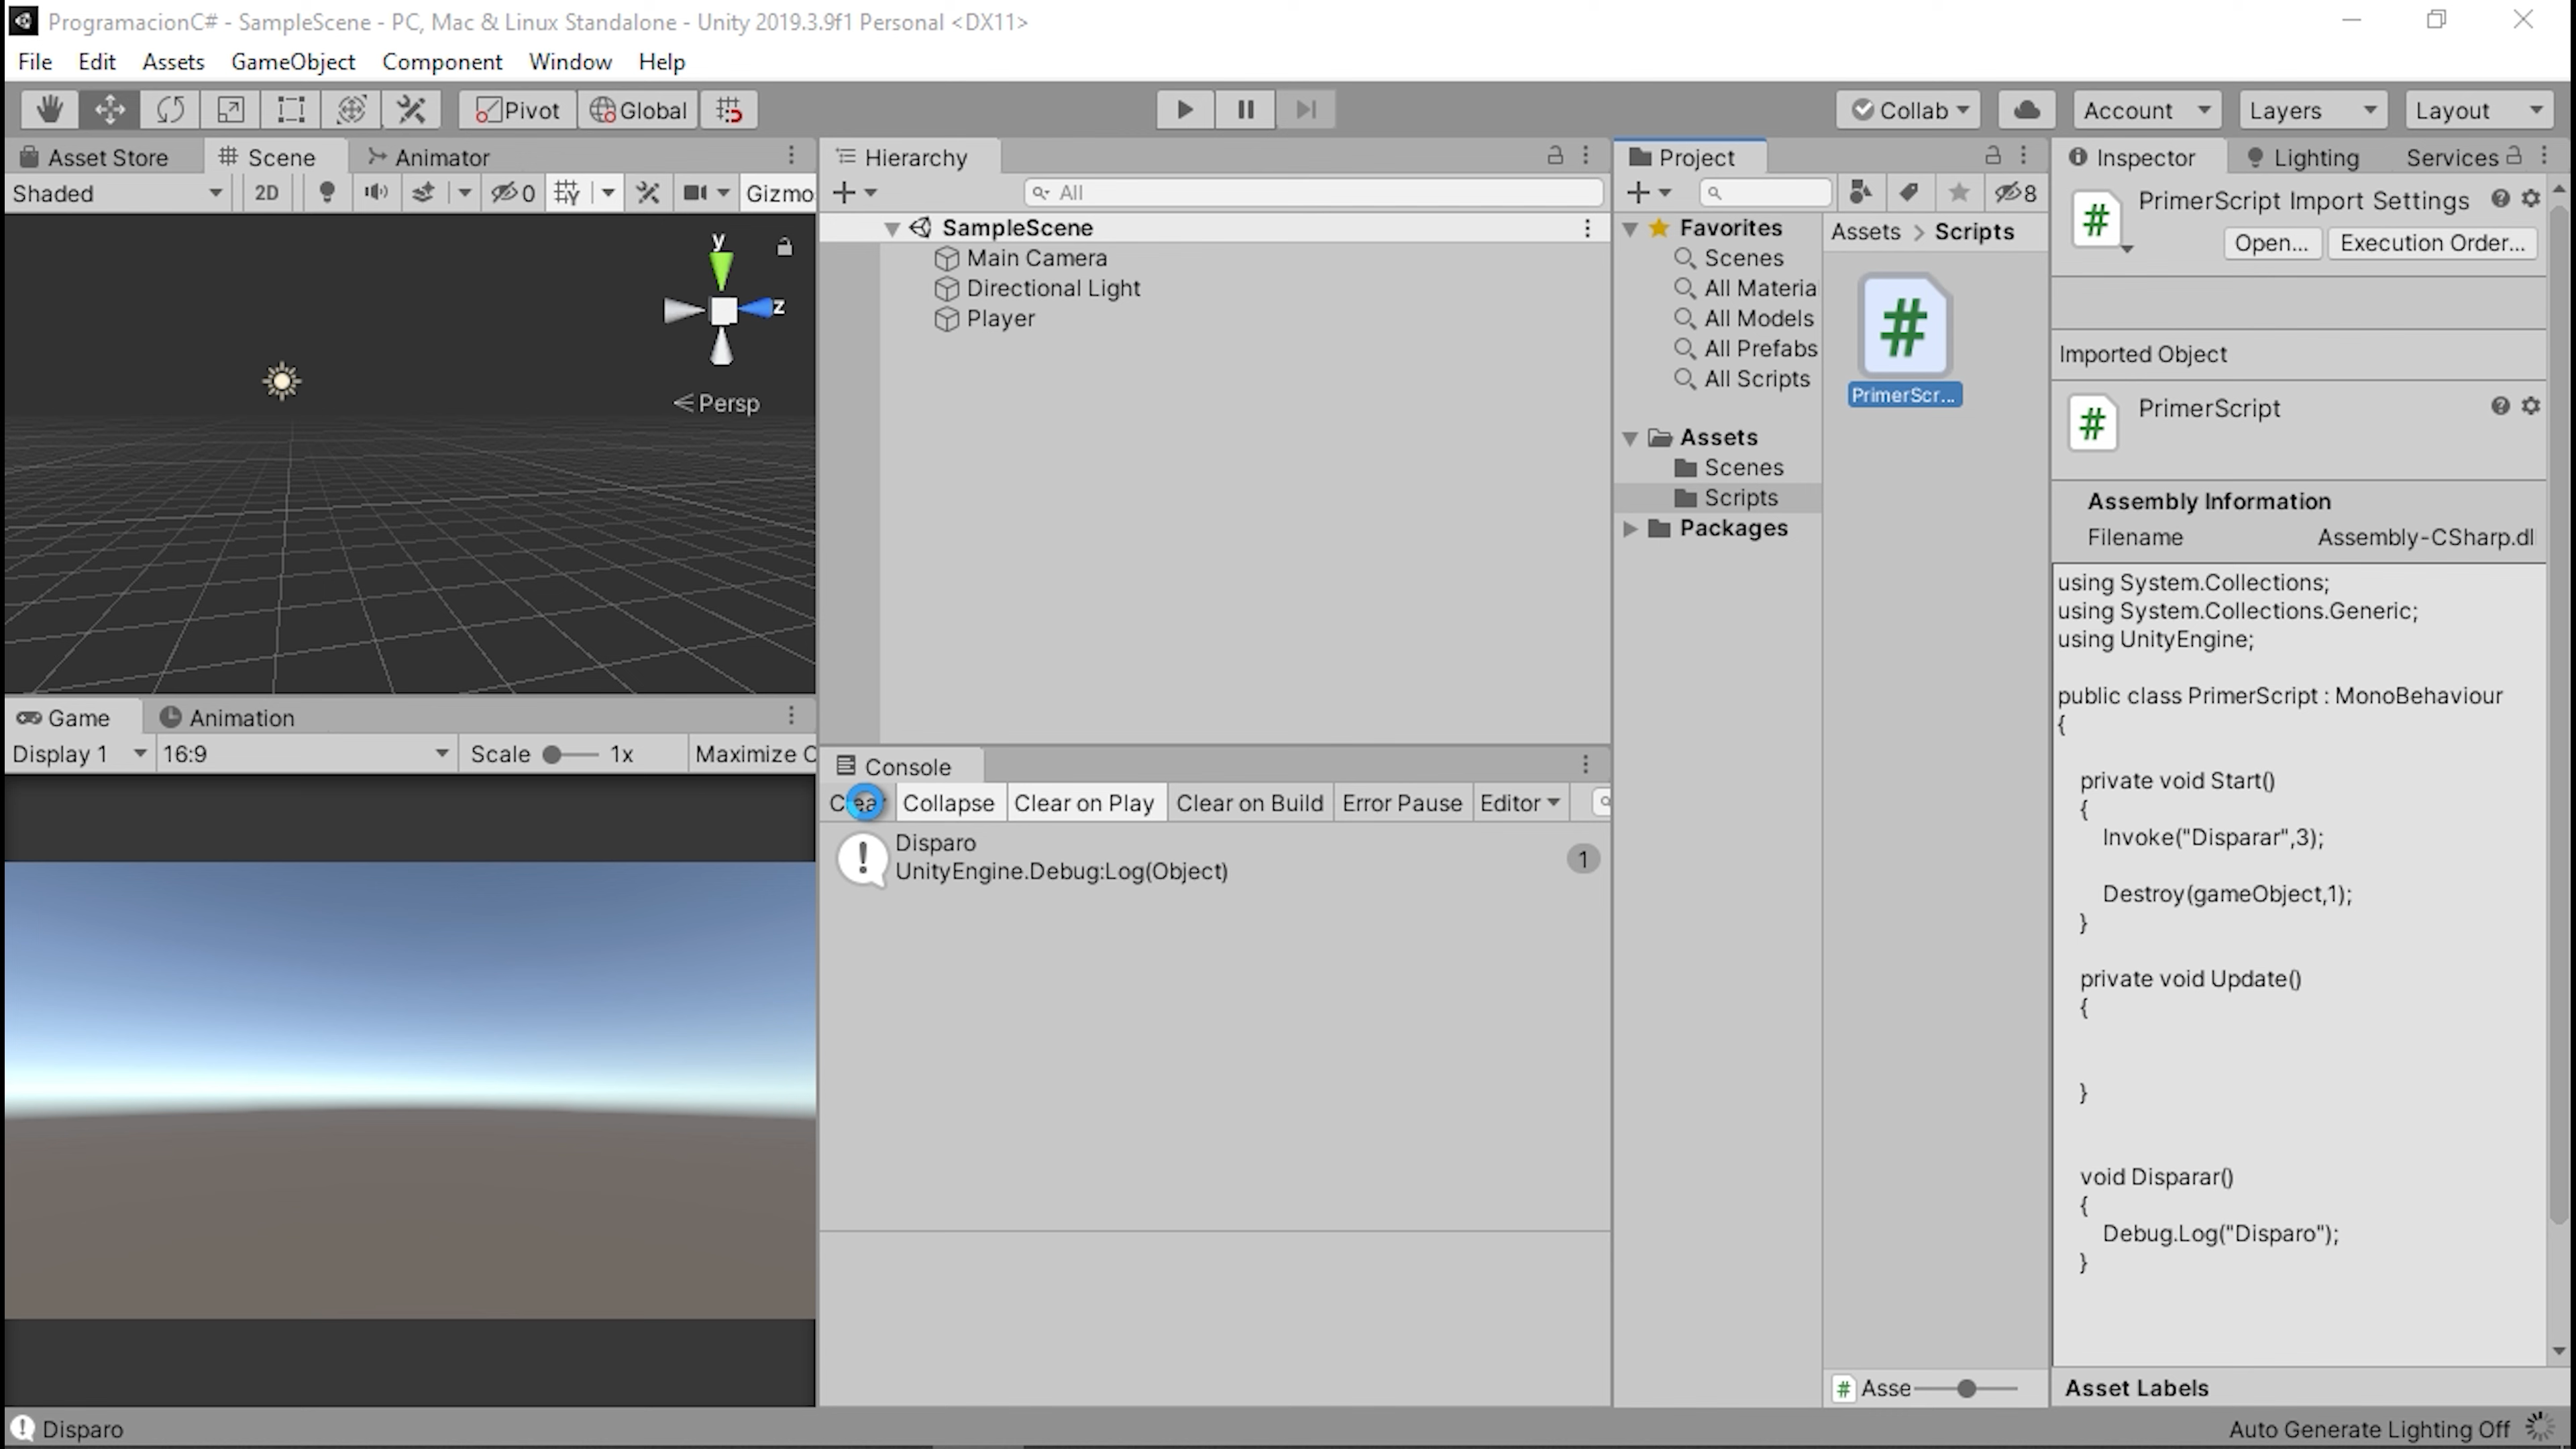 ProgramacionC# - SampleScene - PC, Mac & Linux Standalone - Unity 2019.3.9f1 Personal <DX11>
File Edit Assets GameObject Component Window Help
Pivot Global Collab Account Layers Layout
Asset Store Scene Animator
Shaded 2D 0 Gizmo
y
z
Persp
Game Animation
Display 1 16:9 Scale 1x Maximize O
Hierarchy
All
SampleScene
Main Camera
Directional Light
Player
Console
Clear Collapse Clear on Play Clear on Build Error Pause Editor
Disparo
UnityEngine.Debug:Log(Object)
1
Project
8
Favorites
Scenes
All Materia
All Models
All Prefabs
All Scripts
Assets
Scenes
Scripts
Packages
Assets > Scripts
#
PrimerScr...
# Asse
Inspector Lighting Services
# PrimerScript Import Settings
Open... Execution Order...
Imported Object
# PrimerScript
Assembly Information
Filename Assembly-CSharp.dl
using System.Collections;
using System.Collections.Generic;
using UnityEngine;
public class PrimerScript : MonoBehaviour
{
private void Start()
{
Invoke("Disparar",3);
Destroy(gameObject,1);
}
private void Update()
{
}
void Disparar()
{
Debug.Log("Disparo");
}
Asset Labels
Disparo
Auto Generate Lighting Off